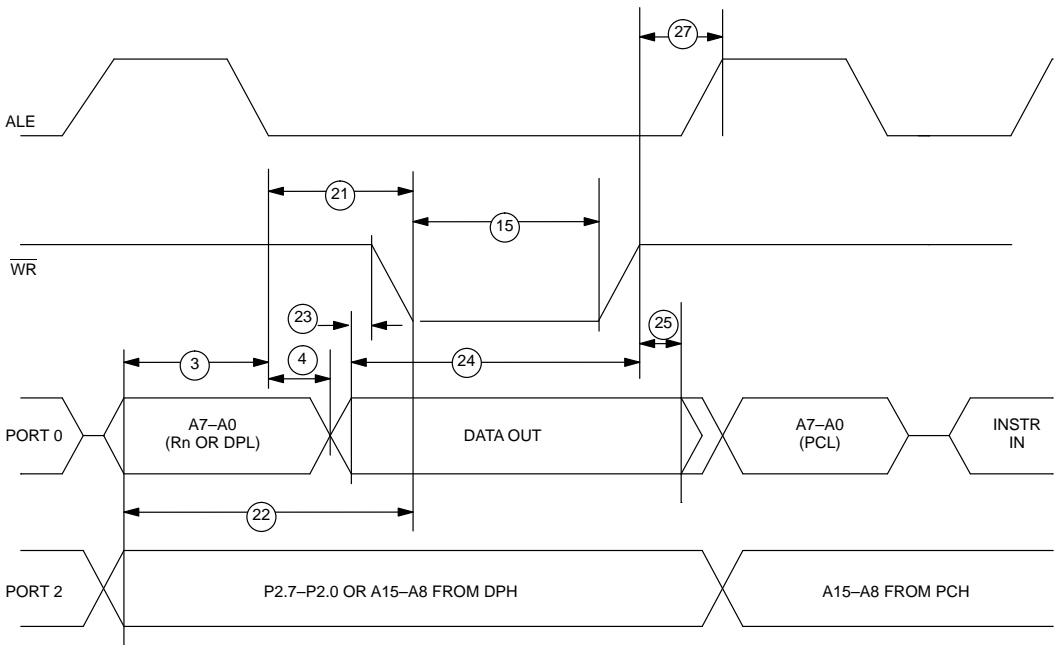 27
ALE
21
15
WR
23
25
3
4
24
PORT 0
A7–A0
(Rn OR DPL)
DATA OUT
A7–A0
(PCL)
INSTR
IN
22
PORT 2
P2.7–P2.0 OR A15–A8 FROM DPH
A15–A8 FROM PCH